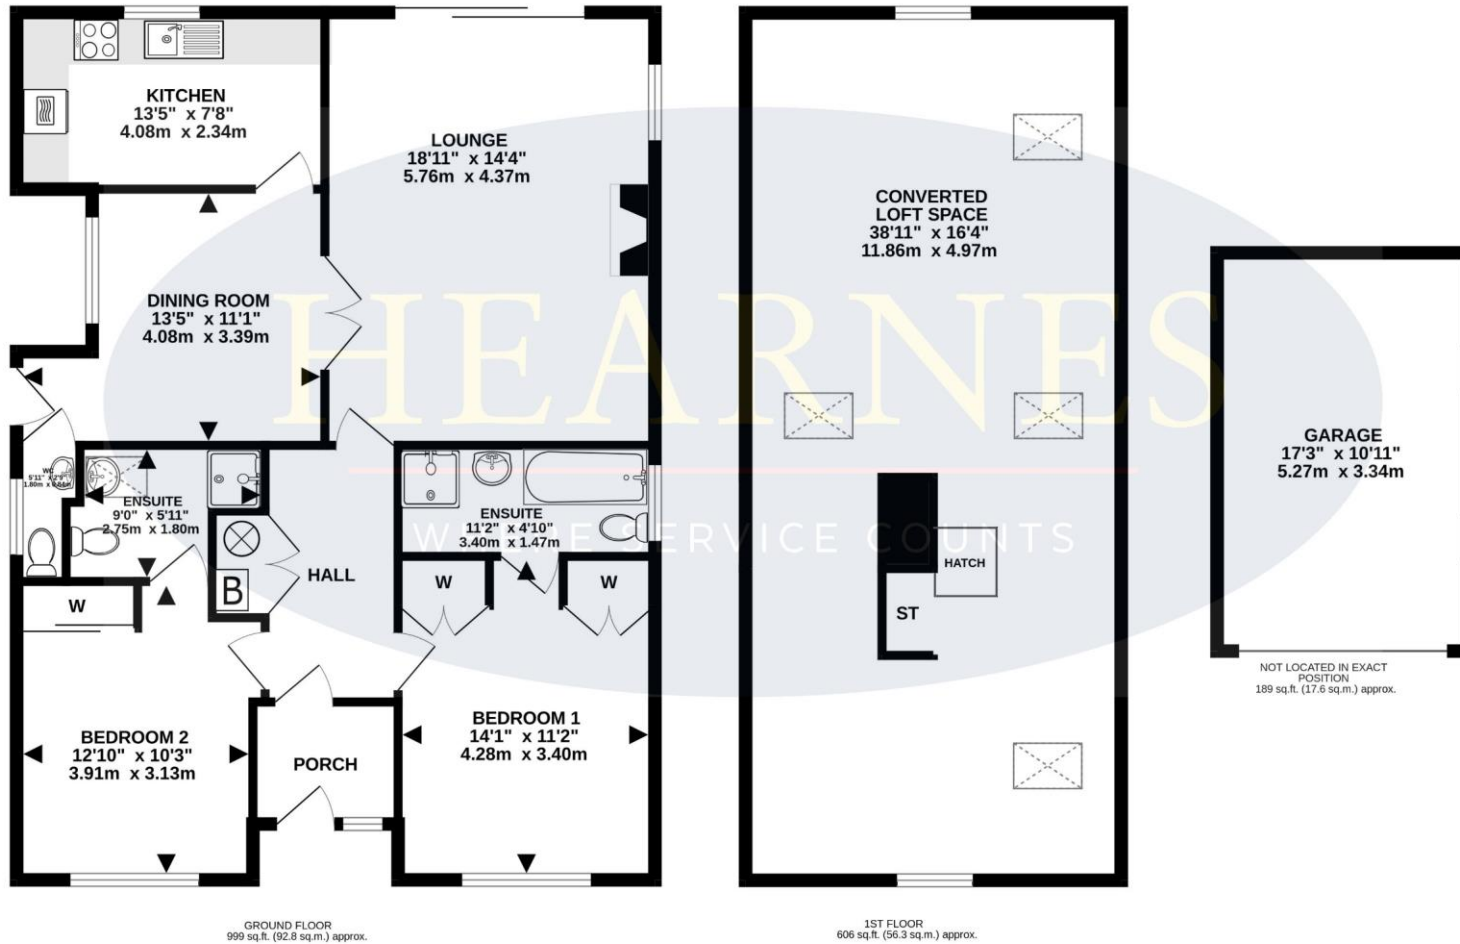 KITCHEN
13'5" x 7'8"
4.08m x 2.34m
LOUNGE
18'11" x 14'4"
5.76m x 4.37m
DINING ROOM
13'5" x 11'1"
4.08m x 3.39m
WC
5'11"
1.80m
ENSUITE
9'0" x 5'11"
2.75m x 1.80m
ENSUITE
11'2" x 4'10"
3.40m x 1.47m
B
HALL
W
W
W
BEDROOM 2
12'10" x 10'3"
3.91m x 3.13m
PORCH
BEDROOM 1
14'1" x 11'2"
4.28m x 3.40m
GROUND FLOOR
999 sq.ft. (92.8 sq.m.) approx.
CONVERTED
LOFT SPACE
38'11" x 16'4"
11.86m x 4.97m
HATCH
ST
1ST FLOOR
606 sq.ft. (56.3 sq.m.) approx.
GARAGE
17'3" x 10'11"
5.27m x 3.34m
NOT LOCATED IN EXACT
POSITION
189 sq.ft. (17.6 sq.m.) approx.
HEARNES
WHERE SERVICE COUNTS